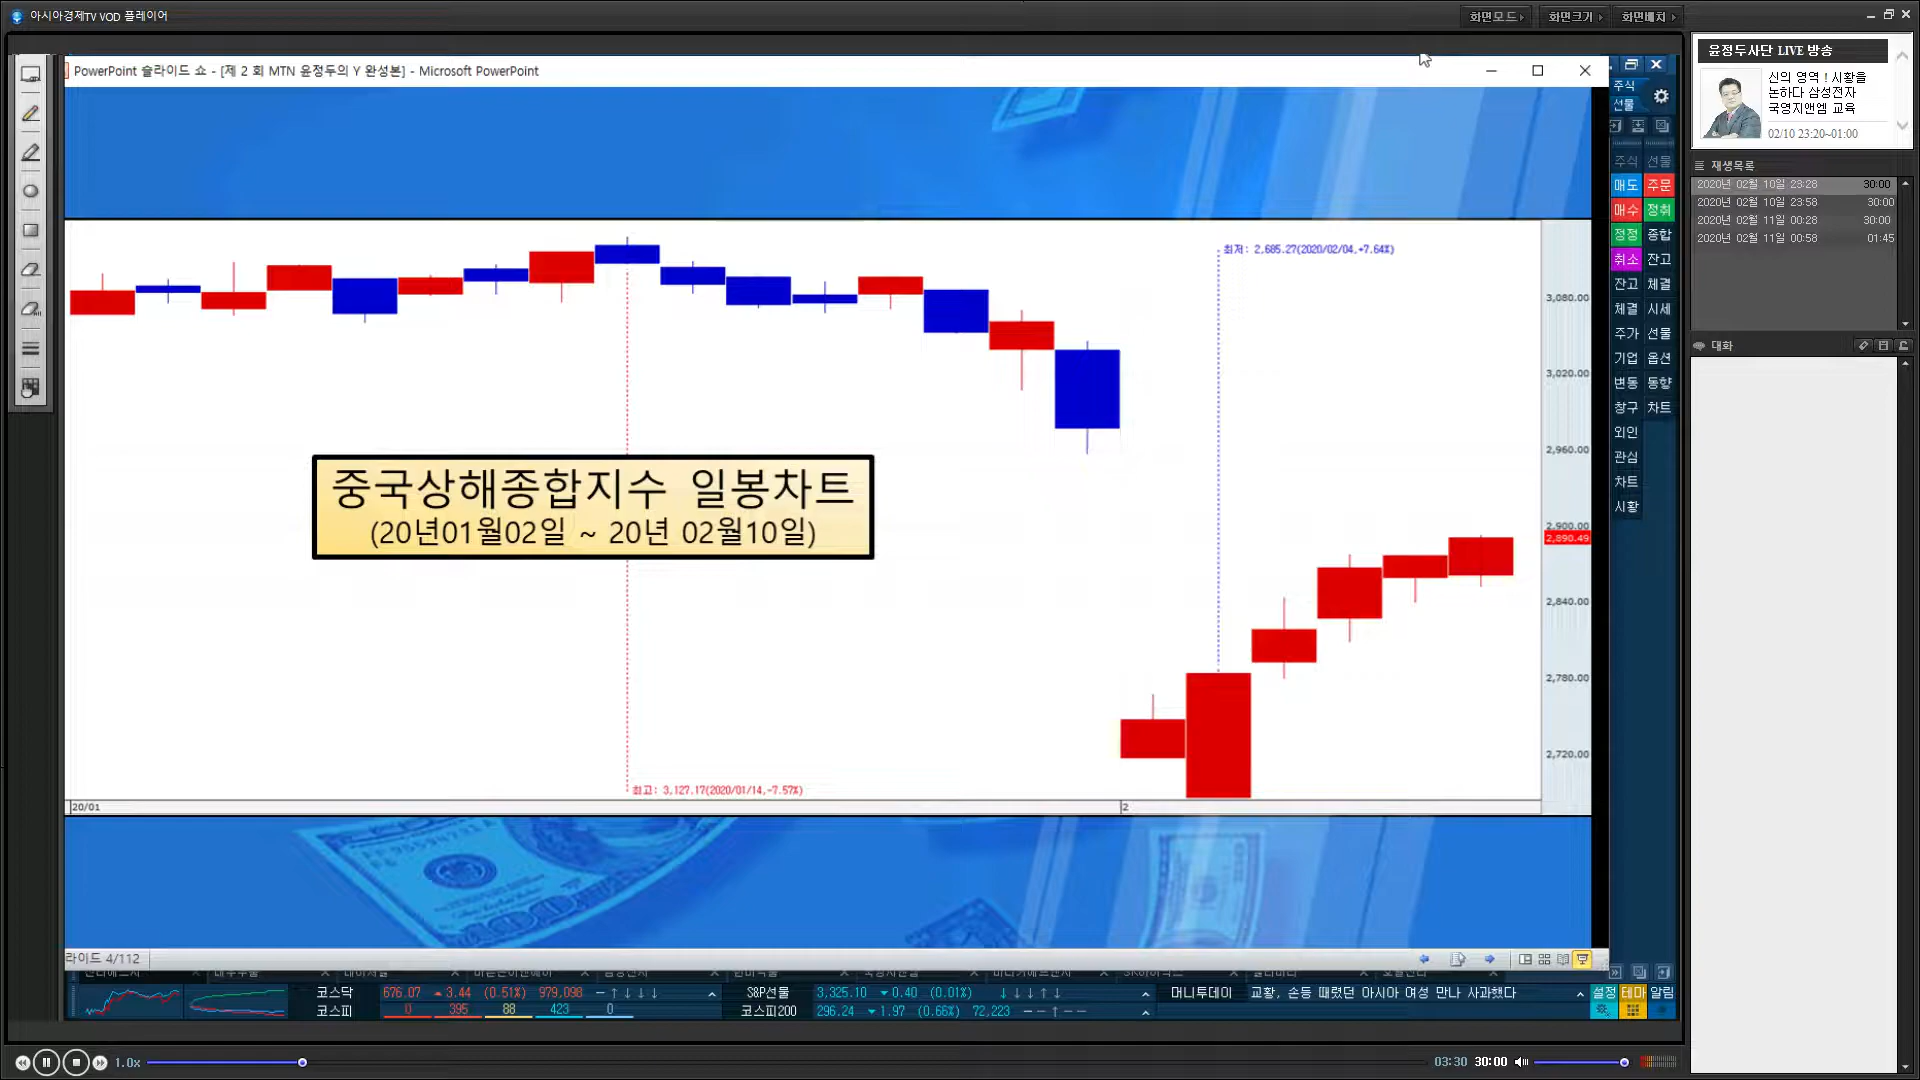 아시아경제TV VOD 플레이어
화면모드
화면크기
화면배치
PowerPoint 슬라이드 쇼 - [제 2 회 MTN 윤정두의 Y 완성본] - Microsoft PowerPoint
윤정두사단 LIVE 방송
신의 영역 ! 시황을
논하다 삼성전자
국영지앤엠 교육
02/10 23:20~01:00
재생목록
2020년 02월 10일 23:28 30:00
2020년 02월 10일 23:58 30:00
2020년 02월 11일 00:28 30:00
2020년 02월 11일 00:58 01:45
대화
주식
선물
주식 선물
매도 주문
매수 정취
정정 종합
취소 잔고
잔고 체결
체결 시세
주가 선물
기업 옵션
변동 동향
창구 차트
외인
관심
차트
시황
최저: 2,685.27(2020/02/04,+7.64%)
3,080.00
3,020.00
2,960.00
2,900.00
2,890.49
2,840.00
2,780.00
2,720.00
중국상해종합지수 일봉차트
(20년01월02일 ~ 20년 02월10일)
최고: 3,127.17(2020/01/14,-7.57%)
20/01
2
라이드 4/112
코스닥 676.07 3.44 (0.51%) 979,098
S&P선물 3,325.10 0.40 (0.01%)
머니투데이 교황, 손등 때렸던 아시아 여성 만나 사과했다
설정 테마 알림
코스피 0 395 88 423 0
코스피200 296.24 1.97 (0.66%) 72,223
1.0x
03:30 30:00